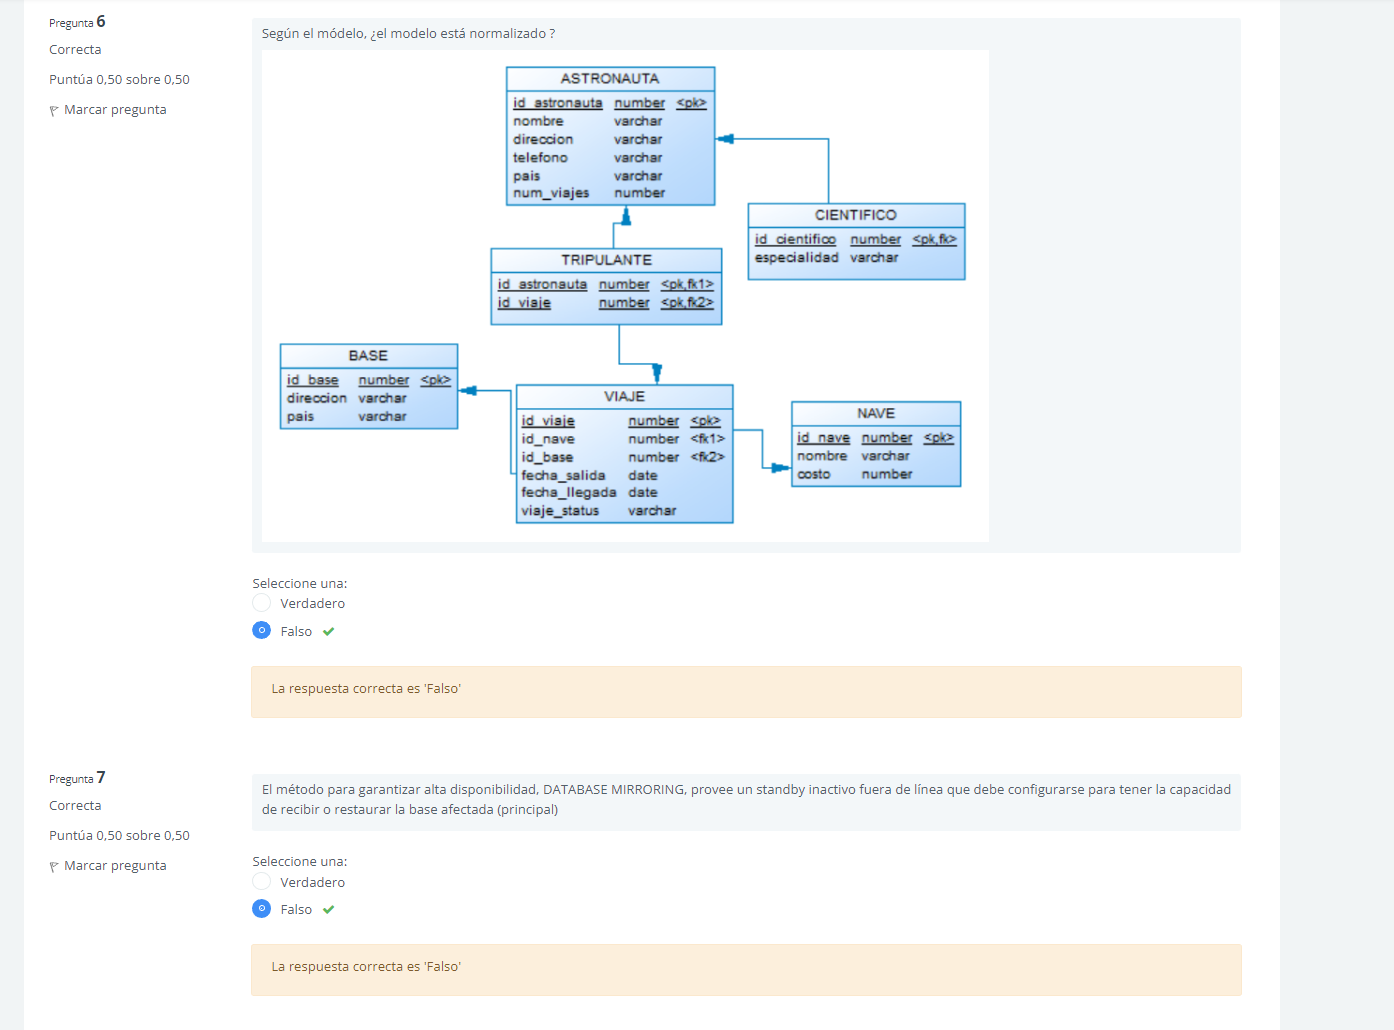 Pregunta 6
Correcta
Puntúa 0,50 sobre 0,50
Marcar pregunta
Según el módelo, ¿el modelo está normalizado ?
ASTRONAUTA
id_astronauta number <pk>
nombre varchar
direccion varchar
telefono varchar
pais varchar
num_viajes number
CIENTIFICO
id_cientifico number <pk,fk>
especialidad varchar
TRIPULANTE
id_astronauta number <pk,fk1>
id_viaje number <pk,fk2>
BASE
id_base number <pk>
direccion varchar
pais varchar
VIAJE
id_viaje number <pk>
id_nave number <fk1>
id_base number <fk2>
fecha_salida date
fecha_llegada date
viaje_status varchar
NAVE
id_nave number <pk>
nombre varchar
costo number
Seleccione una:
Verdadero
Falso
La respuesta correcta es 'Falso'
Pregunta 7
Correcta
Puntúa 0,50 sobre 0,50
Marcar pregunta
El método para garantizar alta disponibilidad, DATABASE MIRRORING, provee un standby inactivo fuera de línea que debe configurarse para tener la capacidad
de recibir o restaurar la base afectada (principal)
Seleccione una:
Verdadero
Falso
La respuesta correcta es 'Falso'